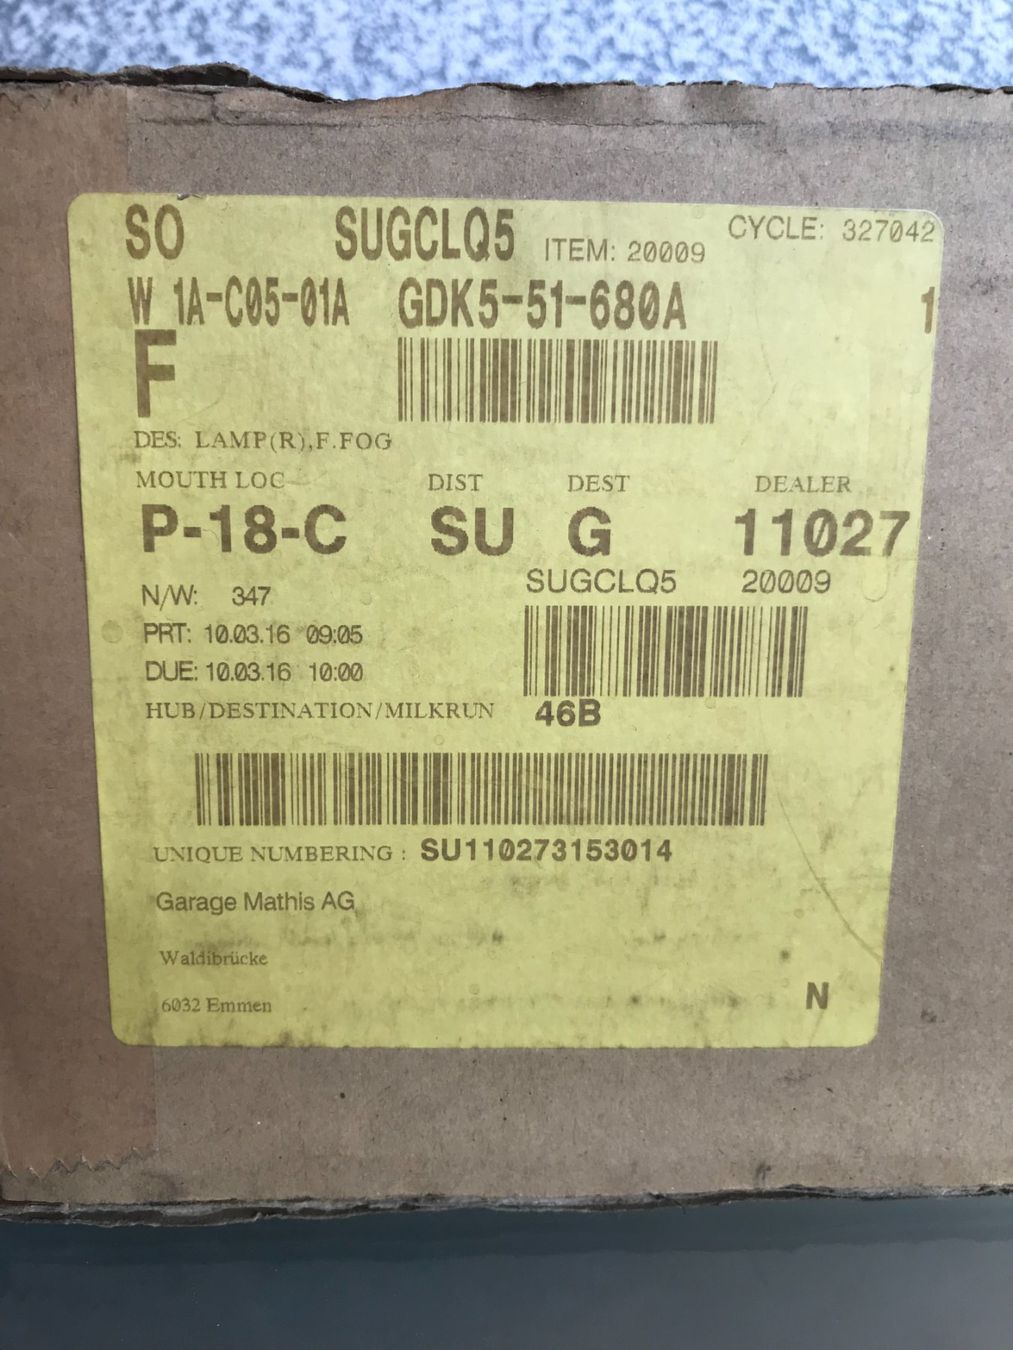 SO SUGCLQ5 ITEM: 20009 CYCLE: 327042
W 1A-C05-01A GDK5-51-680A 1
F
DES: LAMP(R),F.FOG
MOUTH LOC DIST DEST DEALER
P-18-C SU G 11027
N/W: 347 SUGCLQ5 20009
PRT: 10.03.16 09:05
DUE: 10.03.16 10:00
HUB/DESTINATION/MILKRUN 46B
UNIQUE NUMBERING : SU110273153014
Garage Mathis AG
Waldibrücke
6032 Emmen
N